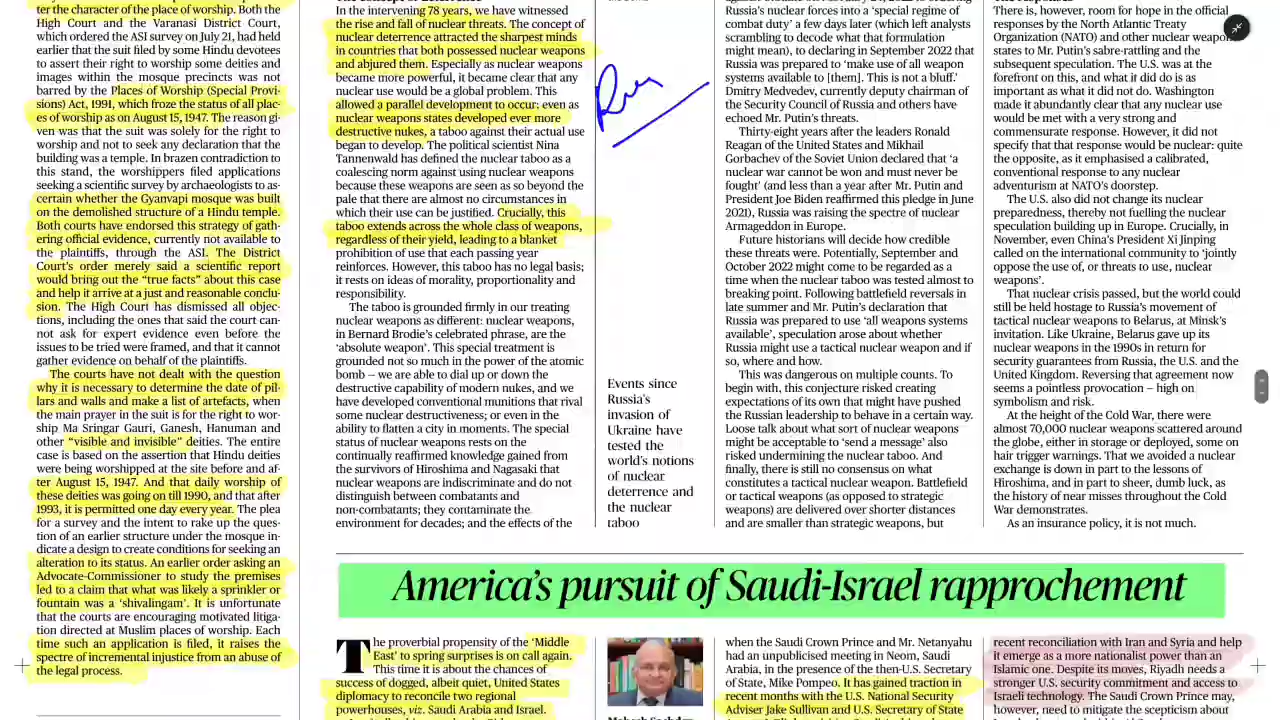 ter the character of the place of worship. Both the
High Court, and the Varanasi District Court,
which ordered the ASI survey on July 21, had held
earlier that the suit filed by some Hindu devotees
to assert their right to worship some deities and
images within the mosque precincts was not
barred by the Places of Worship (Special Provi-
sions) Act, 1991, which froze the status of all plac-
es of worship as on August 15, 1947. The reason gi-
ven was that the suit was solely for the right to
worship and not to seek any declaration that the
building was a temple. In brazen contradiction to
this stand, the worshippers filed applications
seeking a scientific survey by archaeologists to as-
certain whether the Gyanvapi mosque was built
on the demolished structure of a Hindu temple.
Both courts have endorsed this strategy of gath-
ering official evidence, currently not available to
the plaintiffs, through the ASI. The District
Court's order merely said a scientific report
would bring out the "true facts" about this case
and help it arrive at a just and reasonable conclu-
sion. The High Court has dismissed all objec-
tions, including the ones that said the court can-
not ask for expert evidence even before the
issues to be tried were framed, and that it cannot
gather evidence on behalf of the plaintiffs.
The courts have not dealt with the question
why it is necessary to determine the date of pil-
lars and walls and make a list of artefacts, when
the main prayer in the suit is for the right to wor-
ship Ma Sringar Gauri, Ganesh, Hanuman and
other "visible and invisible" deities. The entire
case is based on the assertion that Hindu deities
were being worshipped at the site before and af-
ter August 15, 1947. And that daily worship of
these deities was going on till 1990, and that after
1993, it is permitted one day every year. The plea
for a survey and the intent to rake up the ques-
tion of an earlier structure under the mosque in-
dicate a design to create conditions for seeking an
alteration to its status. An earlier order asking an
Advocate-Commissioner to study the premises
led to a claim that what was likely a sprinkler or
fountain was a 'shivalingam'. It is unfortunate
that the courts are encouraging motivated litiga-
tion directed at Muslim places of worship. Each
time such an application is filed, it raises the
spectre of incremental injustice from an abuse of
the legal process.
In the intervening 78 years, we have witnessed
the rise and fall of nuclear threats. The concept of
nuclear deterrence attracted the sharpest minds
in countries that both possessed nuclear weapons
and abjured them. Especially as nuclear weapons
became more powerful, it became clear that any
nuclear use would be a global problem. This
allowed a parallel development to occur: even as
nuclear weapons states developed ever more
destructive nukes, a taboo against their actual use
began to develop. The political scientist Nina
Tannenwald has defined the nuclear taboo as a
coalescing norm against using nuclear weapons
because these weapons are seen as so beyond the
pale that there are almost no circumstances in
which their use can be justified. Crucially, this
taboo extends across the whole class of weapons,
regardless of their yield, leading to a blanket
prohibition of use that each passing year
reinforces. However, this taboo has no legal basis;
it rests on ideas of morality, proportionality and
responsibility.
The taboo is grounded firmly in our treating
nuclear weapons as different: nuclear weapons,
in Bernard Brodie's celebrated phrase, are the
'absolute weapon'. This special treatment is
grounded not so much in the power of the atomic
bomb – we are able to dial up or down the
destructive capability of modern nukes, and we
have developed conventional munitions that rival
some nuclear destructiveness; or even in the
ability to flatten a city in moments. The special
status of nuclear weapons rests on the
continually reaffirmed knowledge gained from
the survivors of Hiroshima and Nagasaki that
nuclear weapons are indiscriminate and do not
distinguish between combatants and
non-combatants; they contaminate the
environment for decades; and the effects of the
Events since
Russia's
invasion of
Ukraine have
tested the
world's notions
of nuclear
deterrence and
the nuclear
taboo
Russia's nuclear forces into a 'special regime of
combat duty' a few days later (which left analysts
scrambling to decode what that formulation
might mean), to declaring in September 2022 that
Russia was prepared to 'make use of all weapon
systems available to [them]. This is not a bluff.'
Dmitry Medvedev, currently deputy chairman of
the Security Council of Russia and others have
echoed Mr. Putin's threats.
Thirty-eight years after the leaders Ronald
Reagan of the United States and Mikhail
Gorbachev of the Soviet Union declared that 'a
nuclear war cannot be won and must never be
fought' (and less than a year after Mr. Putin and
President Joe Biden reaffirmed this pledge in June
2021), Russia was raising the spectre of nuclear
Armageddon in Europe.
Future historians will decide how credible
these threats were. Potentially, September and
October 2022 might come to be regarded as a
time when the nuclear taboo was tested almost to
breaking point. Following battlefield reversals in
late summer and Mr. Putin's declaration that
Russia was prepared to use 'all weapons systems
available', speculation arose about whether
Russia might use a tactical nuclear weapon and if
so, where and how.
This was dangerous on multiple counts. To
begin with, this conjecture risked creating
expectations of its own that might have pushed
the Russian leadership to behave in a certain way.
Loose talk about what sort of nuclear weapons
might be acceptable to 'send a message' also
risked undermining the nuclear taboo. And
finally, there is still no consensus on what
constitutes a tactical nuclear weapon. Battlefield
or tactical weapons (as opposed to strategic
weapons) are delivered over shorter distances
and are smaller than strategic weapons, but
There is, however, room for hope in the official
responses by the North Atlantic Treaty
Organization (NATO) and other nuclear weapon
states to Mr. Putin's sabre-rattling and the
subsequent speculation. The U.S. was at the
forefront on this, and what it did do is as
important as what it did not do. Washington
made it abundantly clear that any nuclear use
would be met with a very strong and
commensurate response. However, it did not
specify that that response would be nuclear: quite
the opposite, as it emphasised a calibrated,
conventional response to any nuclear
adventurism at NATO's doorstep.
The U.S. also did not change its nuclear
preparedness, thereby not fuelling the nuclear
speculation building up in Europe. Crucially, in
November, even China's President Xi Jinping
called on the international community to 'jointly
oppose the use of, or threats to use, nuclear
weapons'.
That nuclear crisis passed, but the world could
still be held hostage to Russia's movement of
tactical nuclear weapons to Belarus, at Minsk's
invitation. Like Ukraine, Belarus gave up its
nuclear weapons in the 1990s in return for
security guarantees from Russia, the U.S. and the
United Kingdom. Reversing that agreement now
seems a pointless provocation – high on
symbolism and risk.
At the height of the Cold War, there were
almost 70,000 nuclear weapons scattered around
the globe, either in storage or deployed, some on
hair trigger warnings. That we avoided a nuclear
exchange is down in part to the lessons of
Hiroshima, and in part to sheer, dumb luck, as
the history of near misses throughout the Cold
War demonstrates.
As an insurance policy, it is not much.
America's pursuit of Saudi-Israel rapprochement
The proverbial propensity of the 'Middle
East' to spring surprises is on call again.
This time it is about the chances of
success of dogged, albeit quiet, United States
diplomacy to reconcile two regional
powerhouses, viz. Saudi Arabia and Israel.
when the Saudi Crown Prince and Mr. Netanyahu
had an unpublicised meeting in Neom, Saudi
Arabia, in the presence of the then-U.S. Secretary
of State, Mike Pompeo. It has gained traction in
recent months with the U.S. National Security
Adviser Jake Sullivan and U.S. Secretary of State
recent reconciliation with Iran and Syria and help
it emerge as a more nationalist power than an
Islamic one. Despite its moves, Riyadh needs a
stronger U.S. security commitment and access to
Israeli technology. The Saudi Crown Prince may,
however, need to mitigate the scepticism about